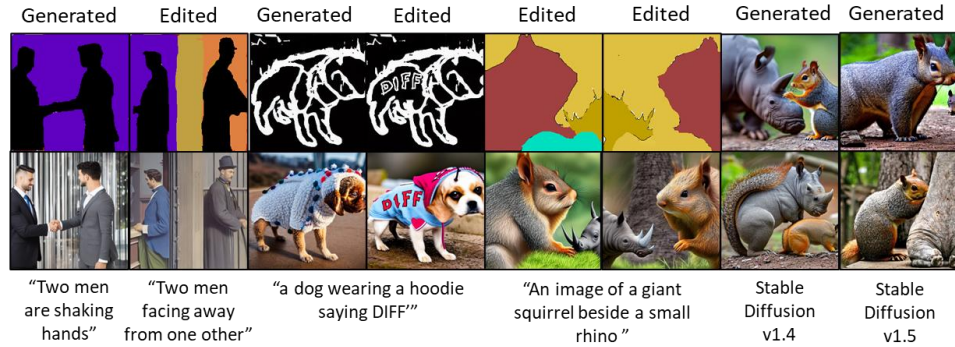 Generated Edited Generated Edited Edited Edited Generated Generated
DIFF
DIFF
“Two men are shaking hands”
“Two men facing away from one other”
“a dog wearing a hoodie saying DIFF’”
“An image of a giant squirrel beside a small rhino ”
Stable Diffusion v1.4
Stable Diffusion v1.5